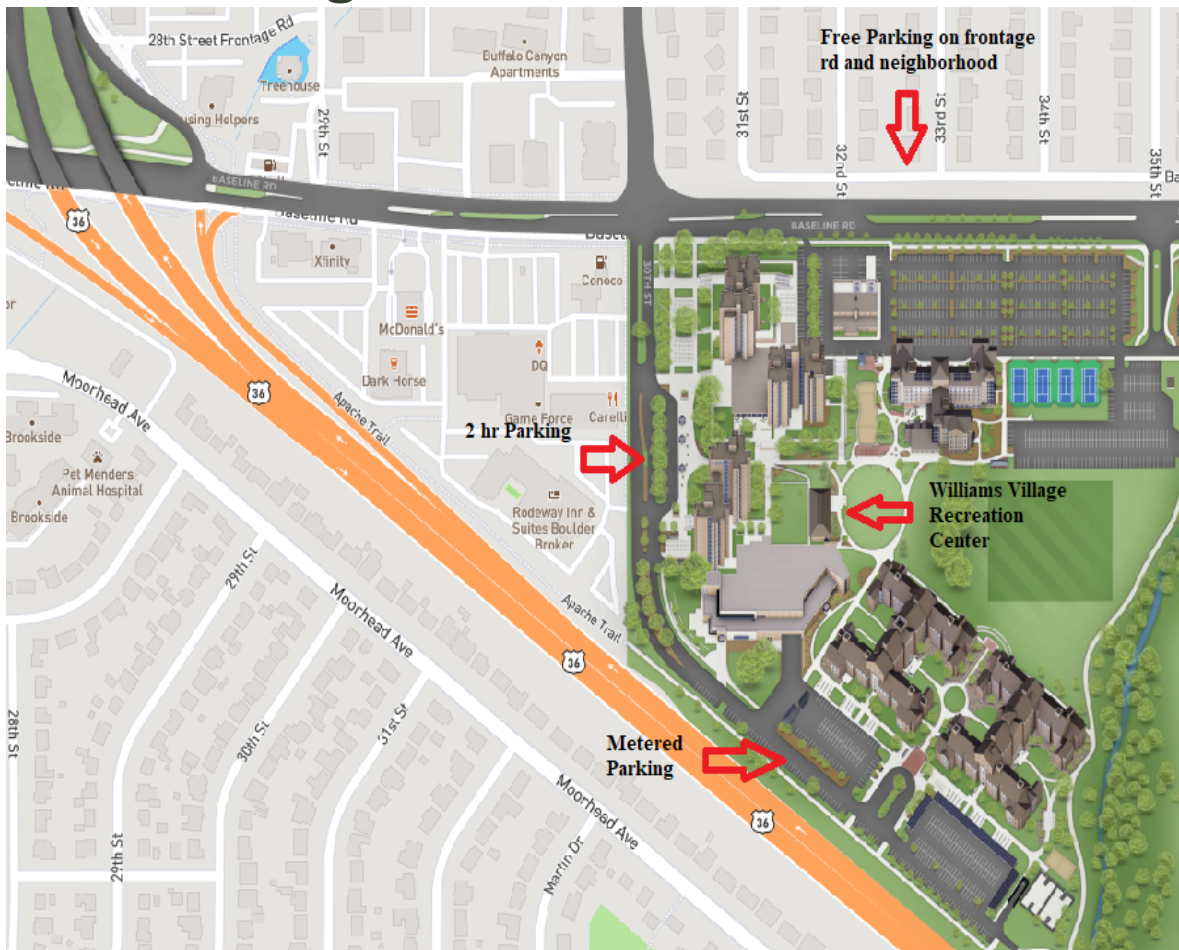 28th Street Frontage Rd
Treehouse
Housing Helpers
29th St
Buffalo Canyon
Apartments
Free Parking on frontage
rd and neighborhood
31st St
32nd St
33rd St
34th St
35th St
BASELINE RD
Baseline Rd
BASELINE RD
36
Xfinity
Conoco
30TH ST
McDonald's
DQ
Dark Horse
Game Force
Carelli
36
Apache Trail
Moorhead Ave
2 hr Parking
Brookside
Pet Menders
Animal Hospital
Brookside
Rodeway Inn &
Suites Boulder
Broker
Williams Village
Recreation
Center
29th St
Moorhead Ave
Apache Trail
36
28th St
30th St
31st St
Metered
Parking
Moorhead Ave
36
29th St
Martin Dr